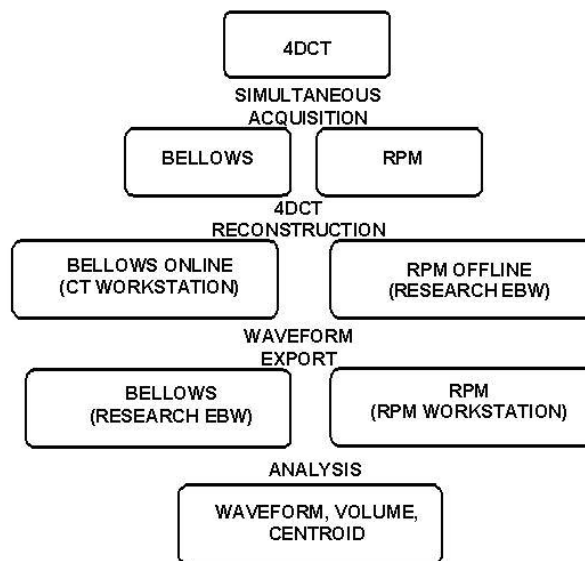 4DCT
SIMULTANEOUS
ACQUISITION
BELLOWS
RPM
4DCT
RECONSTRUCTION
BELLOWS ONLINE
(CT WORKSTATION)
RPM OFFLINE
(RESEARCH EBW)
WAVEFORM
EXPORT
BELLOWS
(RESEARCH EBW)
RPM
(RPM WORKSTATION)
ANALYSIS
WAVEFORM, VOLUME,
CENTROID